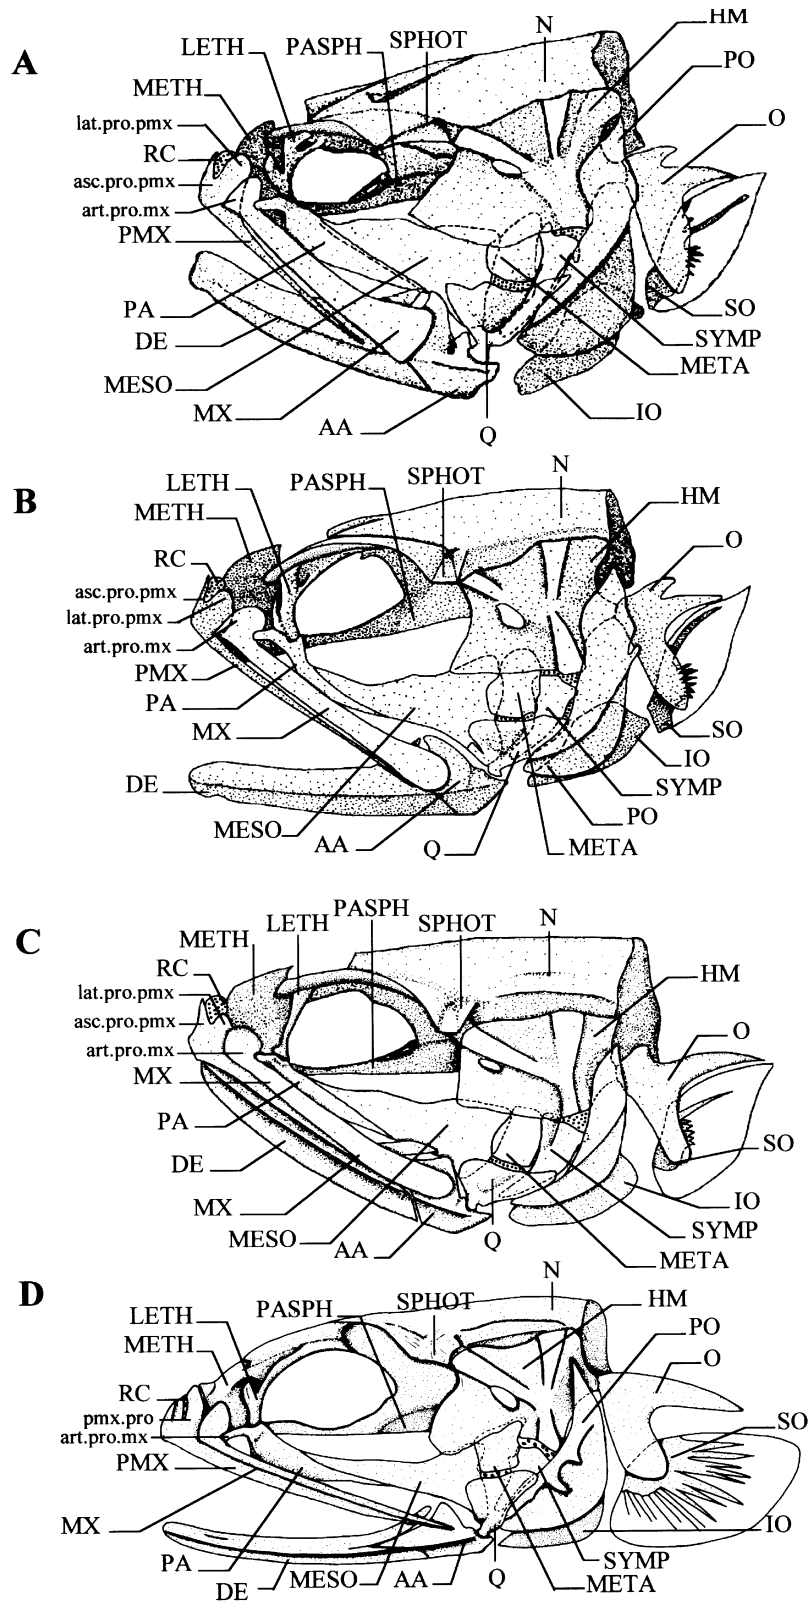 A
LETH
PASPH
SPHOT
N
HM
PO
METH
lat.pro.pmx
O
RC
asc.pro.pmx
art.pro.mx
PMX
PA
SO
DE
SYMP
MESO
META
MX
IO
AA
Q
B
LETH
PASPH
SPHOT
N
HM
METH
O
RC
asc.pro.pmx
lat.pro.pmx
art.pro.mx
PMX
PA
MX
SO
IO
DE
SYMP
PO
MESO
AA
Q
META
C
METH
LETH
PASPH
SPHOT
N
RC
HM
lat.pro.pmx
asc.pro.pmx
O
art.pro.mx
MX
PA
SO
DE
IO
MX
SYMP
MESO
AA
Q
META
D
LETH
PASPH
SPHOT
N
HM
METH
PO
O
RC
pmx.pro
SO
art.pro.mx
PMX
MX
IO
PA
SYMP
DE
MESO
AA
Q
META